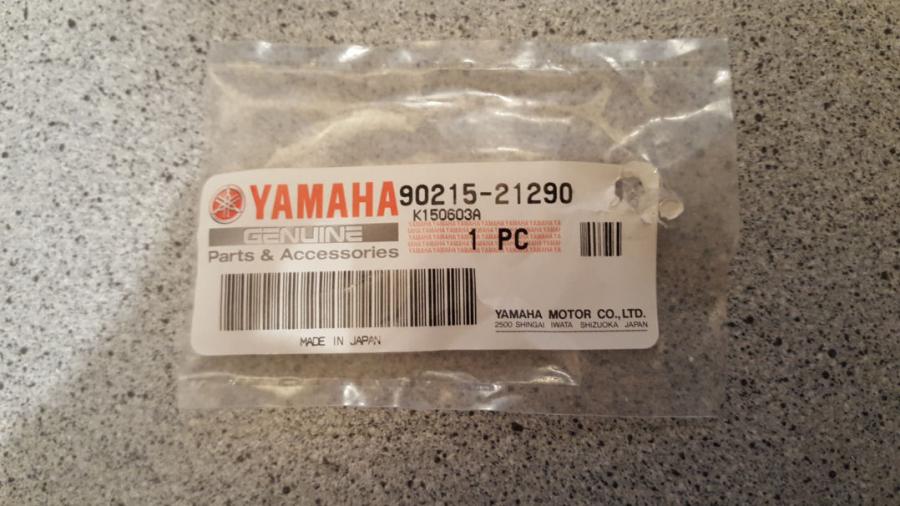 YAMAHA 90215-21290
K150603A
GENUINE 1 PC
Parts & Accessories
YAMAHA MOTOR CO.,LTD.
2500 SHINGAI IWATA SHIZUOKA JAPAN
MADE IN JAPAN